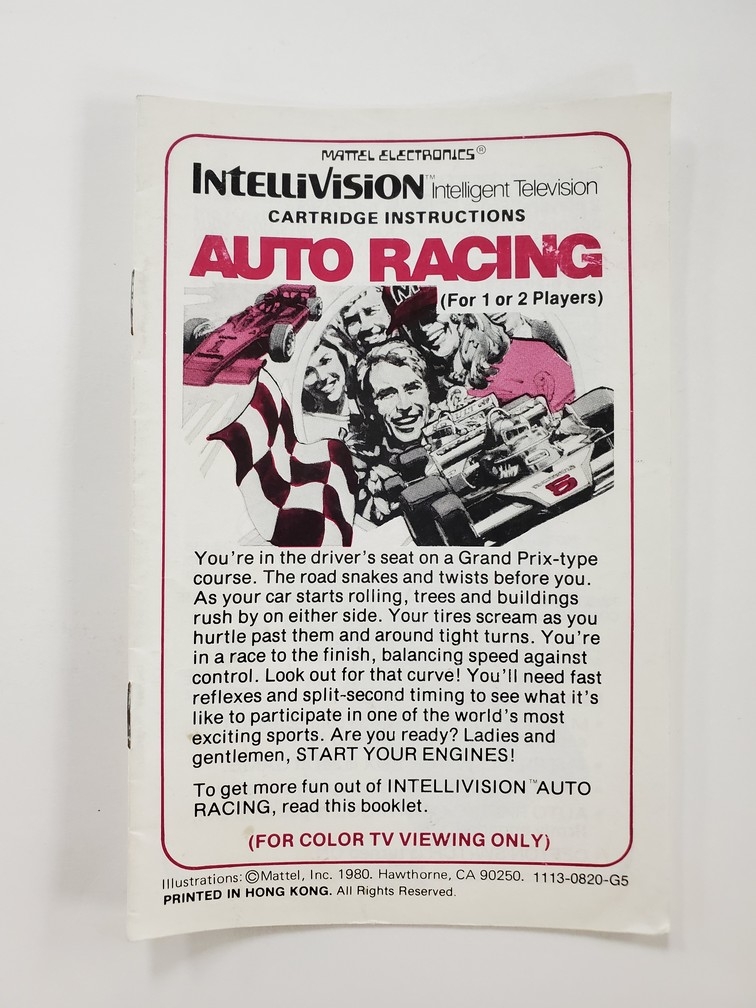 MATTEL ELECTRONICS®
INTELLIVISION™ Intelligent Television
CARTRIDGE INSTRUCTIONS
AUTO RACING
(For 1 or 2 Players)
M
6
You're in the driver's seat on a Grand Prix-type
course. The road snakes and twists before you.
As your car starts rolling, trees and buildings
rush by on either side. Your tires scream as you
hurtle past them and around tight turns. You're
in a race to the finish, balancing speed against
control. Look out for that curve! You'll need fast
reflexes and split-second timing to see what it's
like to participate in one of the world's most
exciting sports. Are you ready? Ladies and
gentlemen, START YOUR ENGINES!
To get more fun out of INTELLIVISION™ AUTO
RACING, read this booklet.
(FOR COLOR TV VIEWING ONLY)
Illustrations: ©Mattel, Inc. 1980. Hawthorne, CA 90250. 1113-0820-G5
PRINTED IN HONG KONG. All Rights Reserved.